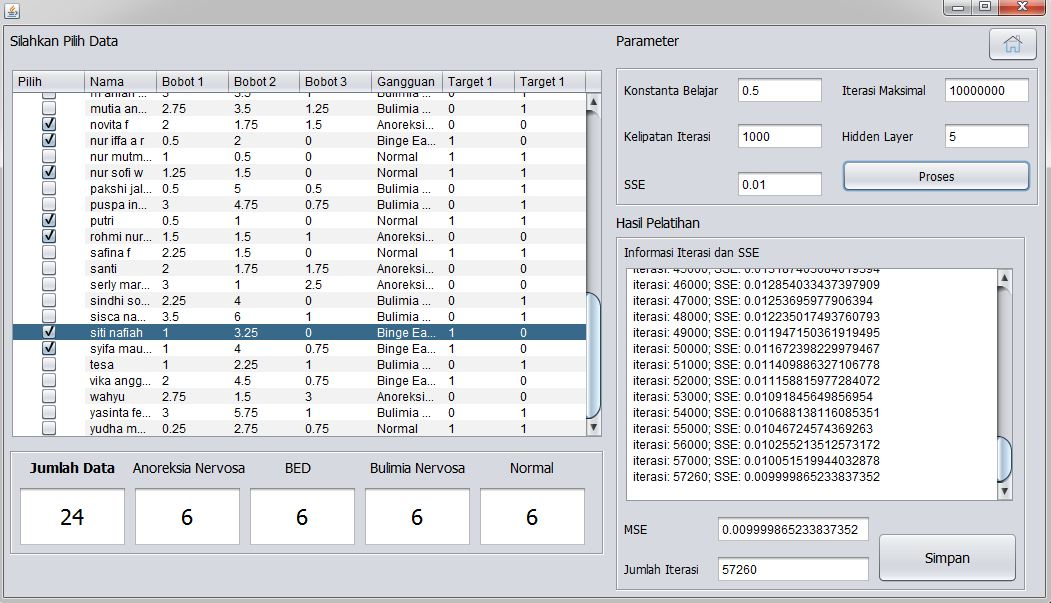 Silahkan Pilih Data
Pilih Nama Bobot 1 Bobot 2 Bobot 3 Gangguan Target 1 Target 1
mutia an... 2.75 3.5 1.25 Bulimia ... 0 1
novita f 2 1.75 1.5 Anoreksi... 0 0
nur iffa a r 0.5 2 0 Binge Ea... 1 0
nur mutm... 1 0.5 0 Normal 1 1
nur sofi w 1.25 1.5 0 Normal 1 1
pakshi jal... 0.5 5 0.5 Bulimia ... 0 1
puspa in... 3 4.75 0.75 Bulimia ... 0 1
putri 0.5 1 0 Normal 1 1
rohmi nur... 1.5 1.5 1 Anoreksi... 0 0
safina f 2.25 1.5 0 Normal 1 1
santi 2 1.75 1.75 Anoreksi... 0 0
serly mar... 3 1 2.5 Anoreksi... 0 0
sindhi so... 2.25 4 0 Bulimia ... 0 1
sisca na... 3.5 6 1 Bulimia ... 0 1
siti nafiah 1 3.25 0 Binge Ea... 1 0
syifa mau... 1 4 0.75 Binge Ea... 1 0
tesa 1 2.25 1 Bulimia ... 0 1
vika angg... 2 4.5 0.75 Binge Ea... 1 0
wahyu 2.75 1.5 3 Anoreksi... 0 0
yasinta fe... 3 5.75 1 Bulimia ... 0 1
yudha m... 0.25 2.75 0.75 Normal 1 1
Jumlah Data Anoreksia Nervosa BED Bulimia Nervosa Normal
24 6 6 6 6
Parameter
Konstanta Belajar 0.5 Iterasi Maksimal 10000000
Kelipatan Iterasi 1000 Hidden Layer 5
SSE 0.01 Proses
Hasil Pelatihan
Informasi Iterasi dan SSE
iterasi: 45000; SSE: 0.013187403084019394
iterasi: 46000; SSE: 0.012854033437397909
iterasi: 47000; SSE: 0.01253695977906394
iterasi: 48000; SSE: 0.012235017493760793
iterasi: 49000; SSE: 0.011947150361919495
iterasi: 50000; SSE: 0.011672398229979467
iterasi: 51000; SSE: 0.011409886327106778
iterasi: 52000; SSE: 0.011158815977284072
iterasi: 53000; SSE: 0.01091845649856954
iterasi: 54000; SSE: 0.010688138116085351
iterasi: 55000; SSE: 0.01046724574369263
iterasi: 56000; SSE: 0.010255213512573172
iterasi: 57000; SSE: 0.010051519944032878
iterasi: 57260; SSE: 0.009999865233837352
MSE 0.009999865233837352
Jumlah Iterasi 57260
Simpan